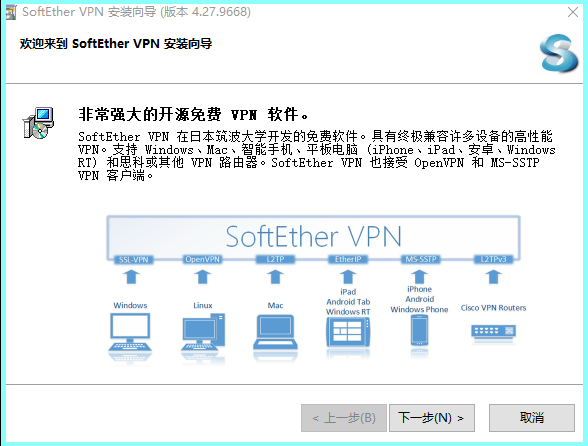 SoftEther VPN 安装向导 (版本 4.27.9668)
欢迎来到 SoftEther VPN 安装向导
非常强大的开源免费 VPN 软件。
SoftEther VPN 在日本筑波大学开发的免费软件。具有终极兼容许多设备的高性能
VPN。支持 Windows、Mac、智能手机、平板电脑 (iPhone、iPad、安卓、Windows
RT) 和思科或其他 VPN 路由器。SoftEther VPN 也接受 OpenVPN 和 MS-SSTP
VPN 客户端。
SoftEther VPN
SSL-VPN OpenVPN L2TP EtherIP MS-SSTP L2TPv3
Windows
Linux
Mac
iPad
Android Tab
Windows RT
iPhone
Android
Windows Phone
Cisco VPN Routers
< 上一步(B)
下一步(N) >
取消